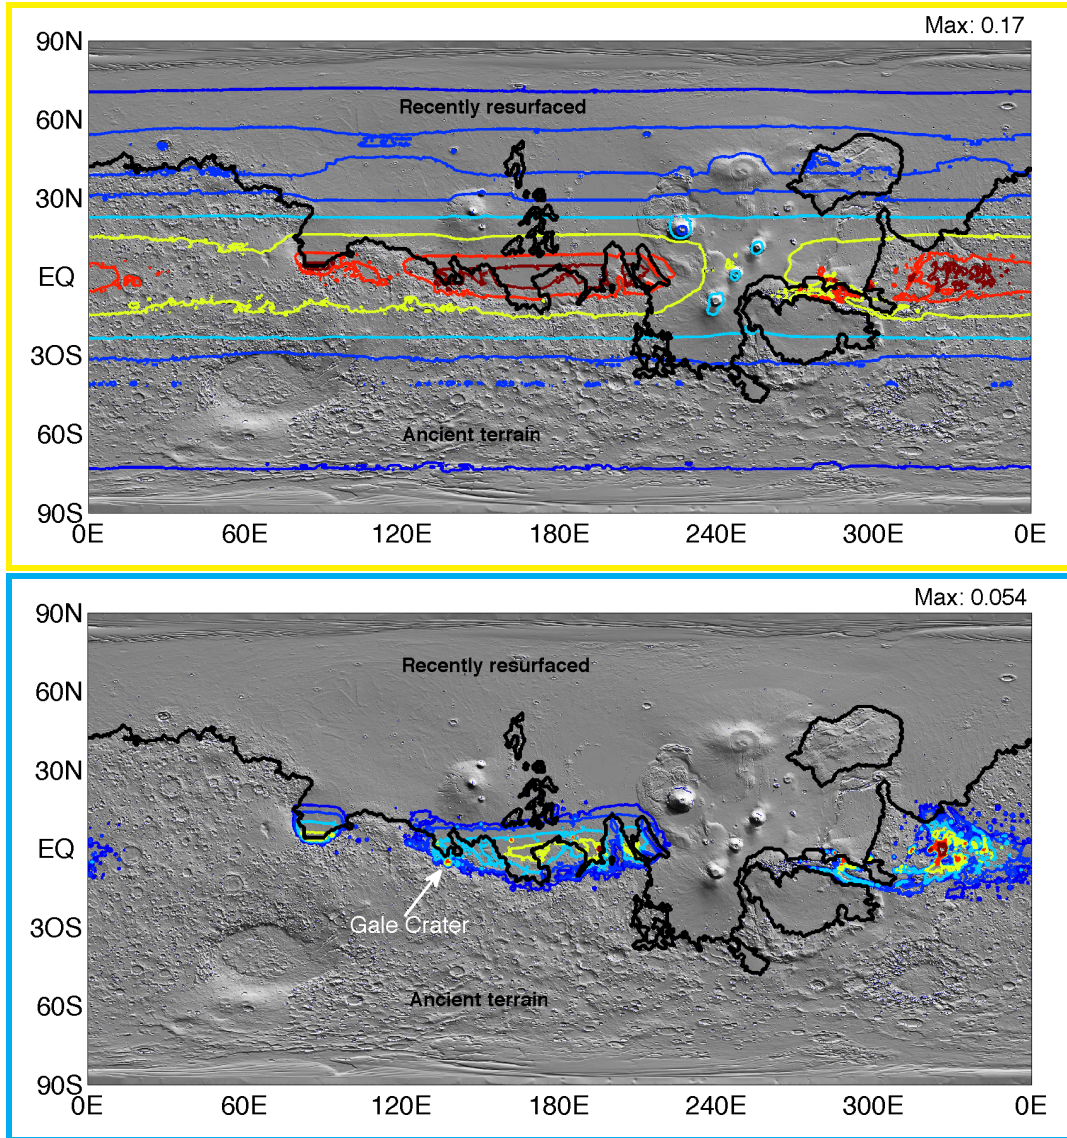 Max: 0.17
90N
Recently resurfaced
60N
30N
EQ
30S
Ancient terrain
60S
90S
0E 60E 120E 180E 240E 300E 0E
Max: 0.054
90N
Recently resurfaced
60N
30N
EQ
Gale Crater
30S
Ancient terrain
60S
90S
0E 60E 120E 180E 240E 300E 0E